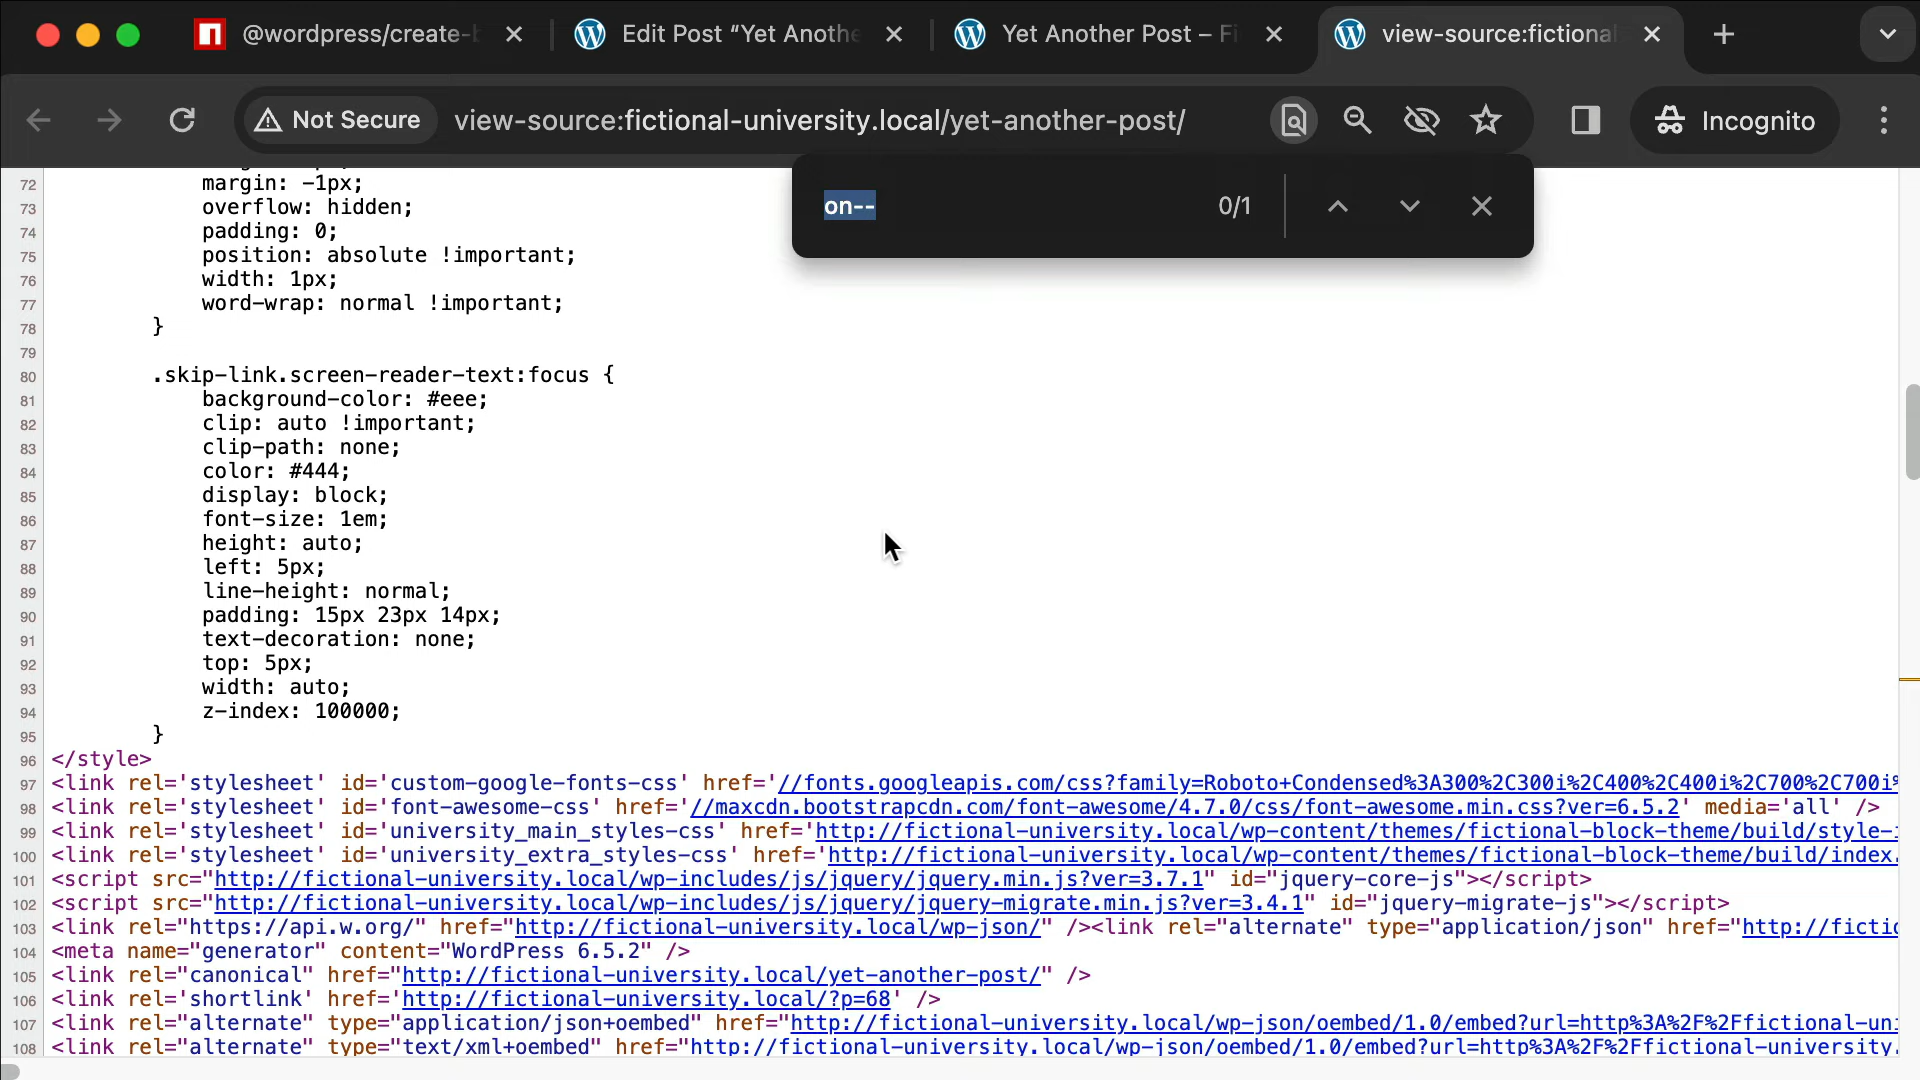 @wordpress/create-
Edit Post “Yet Anothe
Yet Another Post – Fi
view-source:fictional
Not Secure
view-source:fictional-university.local/yet-another-post/
Incognito
on--
0/1
72 margin: -1px;
73 overflow: hidden;
74 padding: 0;
75 position: absolute !important;
76 width: 1px;
77 word-wrap: normal !important;
78 }
79
80 .skip-link.screen-reader-text:focus {
81 background-color: #eee;
82 clip: auto !important;
83 clip-path: none;
84 color: #444;
85 display: block;
86 font-size: 1em;
87 height: auto;
88 left: 5px;
89 line-height: normal;
90 padding: 15px 23px 14px;
91 text-decoration: none;
92 top: 5px;
93 width: auto;
94 z-index: 100000;
95 }
96 </style>
97 <link rel='stylesheet' id='custom-google-fonts-css' href='//fonts.googleapis.com/css?family=Roboto+Condensed%3A300%2C300i%2C400%2C400i%2C700%2C700i%
98 <link rel='stylesheet' id='font-awesome-css' href='//maxcdn.bootstrapcdn.com/font-awesome/4.7.0/css/font-awesome.min.css?ver=6.5.2' media='all' />
99 <link rel='stylesheet' id='university_main_styles-css' href='http://fictional-university.local/wp-content/themes/fictional-block-theme/build/style-
100 <link rel='stylesheet' id='university_extra_styles-css' href='http://fictional-university.local/wp-content/themes/fictional-block-theme/build/index.
101 <script src="http://fictional-university.local/wp-includes/js/jquery/jquery.min.js?ver=3.7.1" id="jquery-core-js"></script>
102 <script src="http://fictional-university.local/wp-includes/js/jquery/jquery-migrate.min.js?ver=3.4.1" id="jquery-migrate-js"></script>
103 <link rel="https://api.w.org/" href="http://fictional-university.local/wp-json/" /><link rel="alternate" type="application/json" href="http://fictio
104 <meta name="generator" content="WordPress 6.5.2" />
105 <link rel="canonical" href="http://fictional-university.local/yet-another-post/" />
106 <link rel='shortlink' href='http://fictional-university.local/?p=68' />
107 <link rel="alternate" type="application/json+oembed" href="http://fictional-university.local/wp-json/oembed/1.0/embed?url=http%3A%2F%2Ffictional-un
108 <link rel="alternate" type="text/xml+oembed" href="http://fictional-university.local/wp-json/oembed/1.0/embed?url=http%3A%2F%2Ffictional-university.